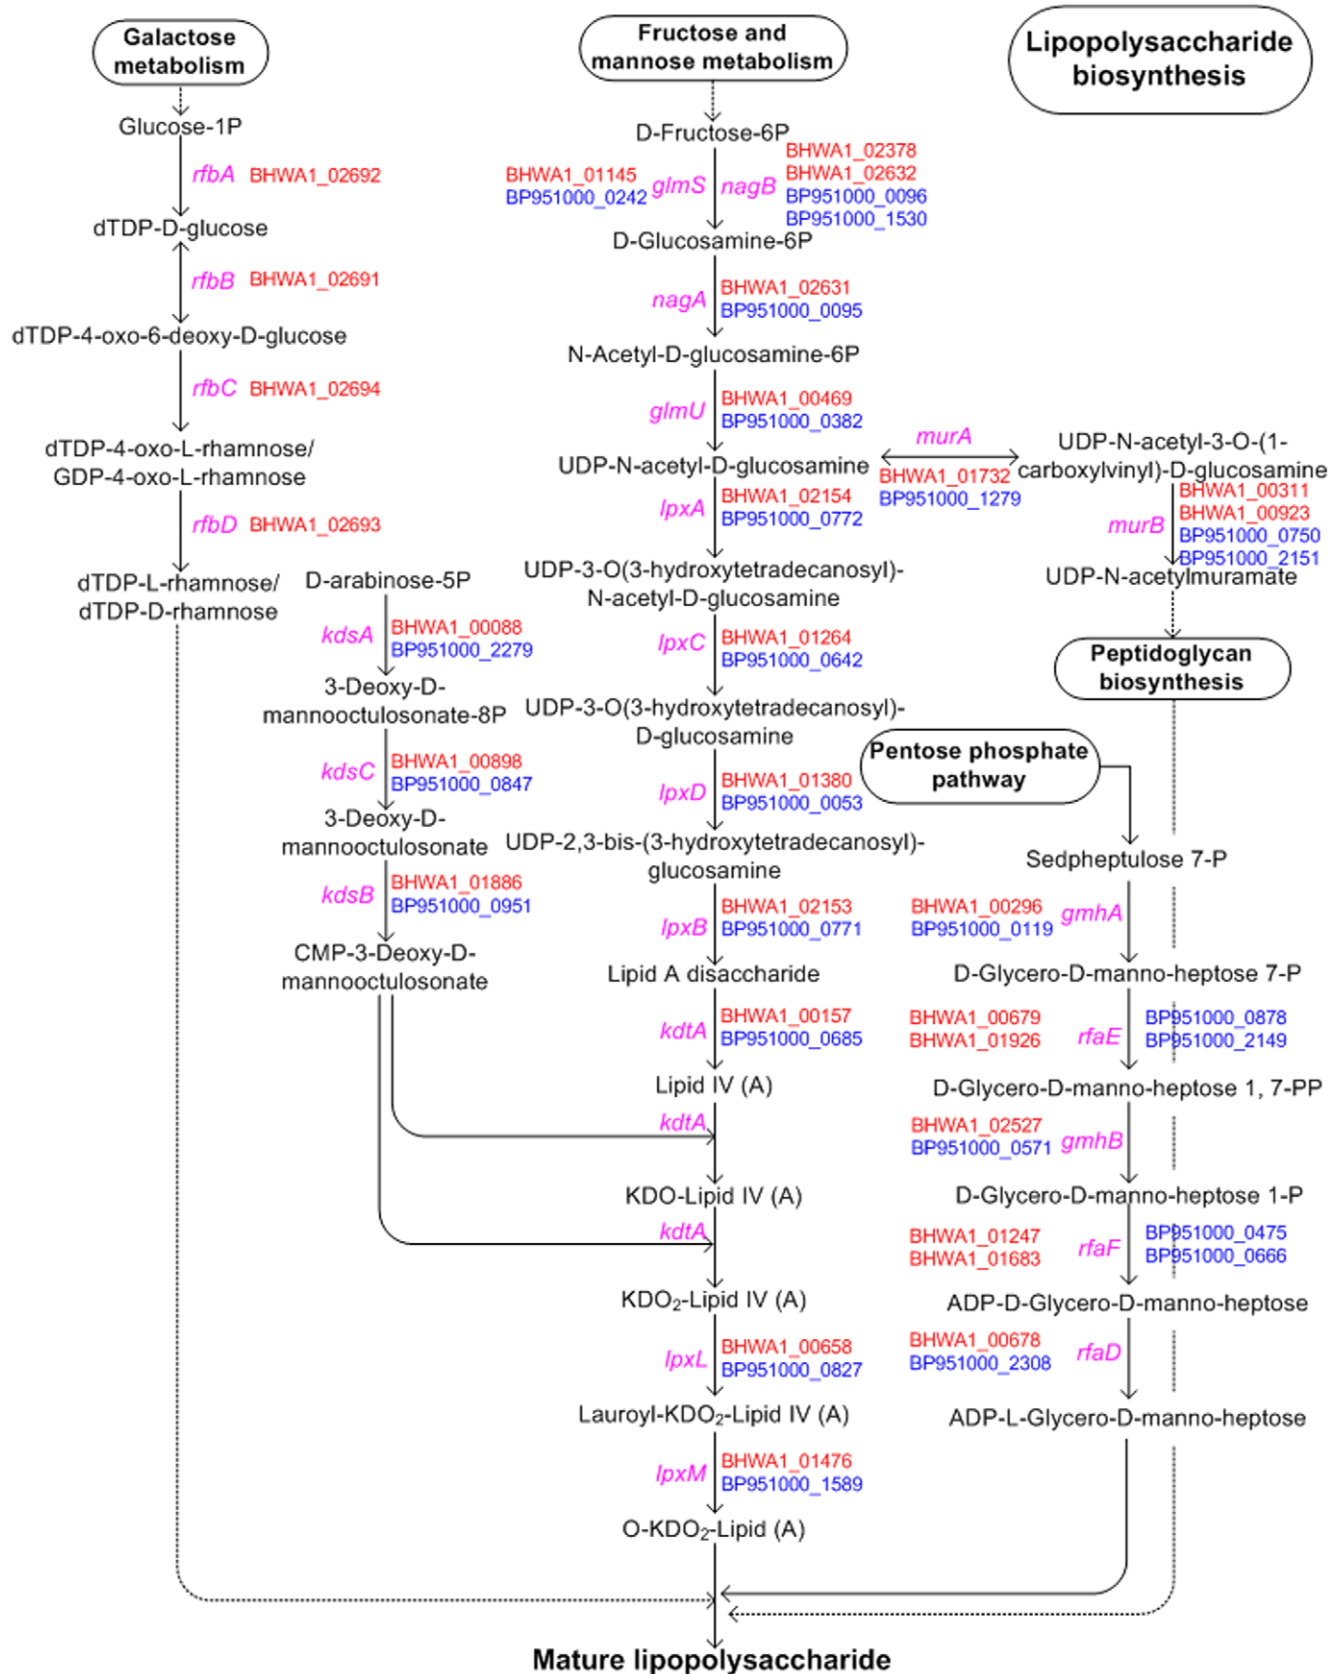 Galactose
metabolism
Glucose-1P
rfbA BHWA1_02692
dTDP-D-glucose
rfbB BHWA1_02691
dTDP-4-oxo-6-deoxy-D-glucose
rfbC BHWA1_02694
dTDP-4-oxo-L-rhamnose/
GDP-4-oxo-L-rhamnose
rfbD BHWA1_02693
dTDP-L-rhamnose/
dTDP-D-rhamnose
D-arabinose-5P
kdsA
BHWA1_00088
BP951000_2279
3-Deoxy-D-
mannooctulosonate-8P
kdsC
BHWA1_00898
BP951000_0847
3-Deoxy-D-
mannooctulosonate
kdsB
BHWA1_01886
BP951000_0951
CMP-3-Deoxy-D-
mannooctulosonate
Fructose and
mannose metabolism
D-Fructose-6P
BHWA1_01145
BP951000_0242
glmS
nagB
BHWA1_02378
BHWA1_02632
BP951000_0096
BP951000_1530
D-Glucosamine-6P
nagA
BHWA1_02631
BP951000_0095
N-Acetyl-D-glucosamine-6P
glmU
BHWA1_00469
BP951000_0382
UDP-N-acetyl-D-glucosamine
lpxA
BHWA1_02154
BP951000_0772
UDP-3-O(3-hydroxytetradecanosyl)-
N-acetyl-D-glucosamine
lpxC
BHWA1_01264
BP951000_0642
UDP-3-O(3-hydroxytetradecanosyl)-
D-glucosamine
lpxD
BHWA1_01380
BP951000_0053
UDP-2,3-bis-(3-hydroxytetradecanosyl)-
glucosamine
lpxB
BHWA1_02153
BP951000_0771
Lipid A disaccharide
kdtA
BHWA1_00157
BP951000_0685
Lipid IV (A)
kdtA
KDO-Lipid IV (A)
kdtA
KDO₂-Lipid IV (A)
lpxL
BHWA1_00658
BP951000_0827
Lauroyl-KDO₂-Lipid IV (A)
lpxM
BHWA1_01476
BP951000_1589
O-KDO₂-Lipid (A)
Lipopolysaccharide
biosynthesis
murA
BHWA1_01732
BP951000_1279
UDP-N-acetyl-3-O-(1-
carboxylvinyl)-D-glucosamine
murB
BHWA1_00311
BHWA1_00923
BP951000_0750
BP951000_2151
UDP-N-acetylmuramate
Peptidoglycan
biosynthesis
Pentose phosphate
pathway
Sedpheptulose 7-P
BHWA1_00296
BP951000_0119
gmhA
D-Glycero-D-manno-heptose 7-P
BHWA1_00679
BHWA1_01926
rfaE
BP951000_0878
BP951000_2149
D-Glycero-D-manno-heptose 1, 7-PP
BHWA1_02527
BP951000_0571
gmhB
D-Glycero-D-manno-heptose 1-P
BHWA1_01247
BHWA1_01683
rfaF
BP951000_0475
BP951000_0666
ADP-D-Glycero-D-manno-heptose
BHWA1_00678
BP951000_2308
rfaD
ADP-L-Glycero-D-manno-heptose
Mature lipopolysaccharide